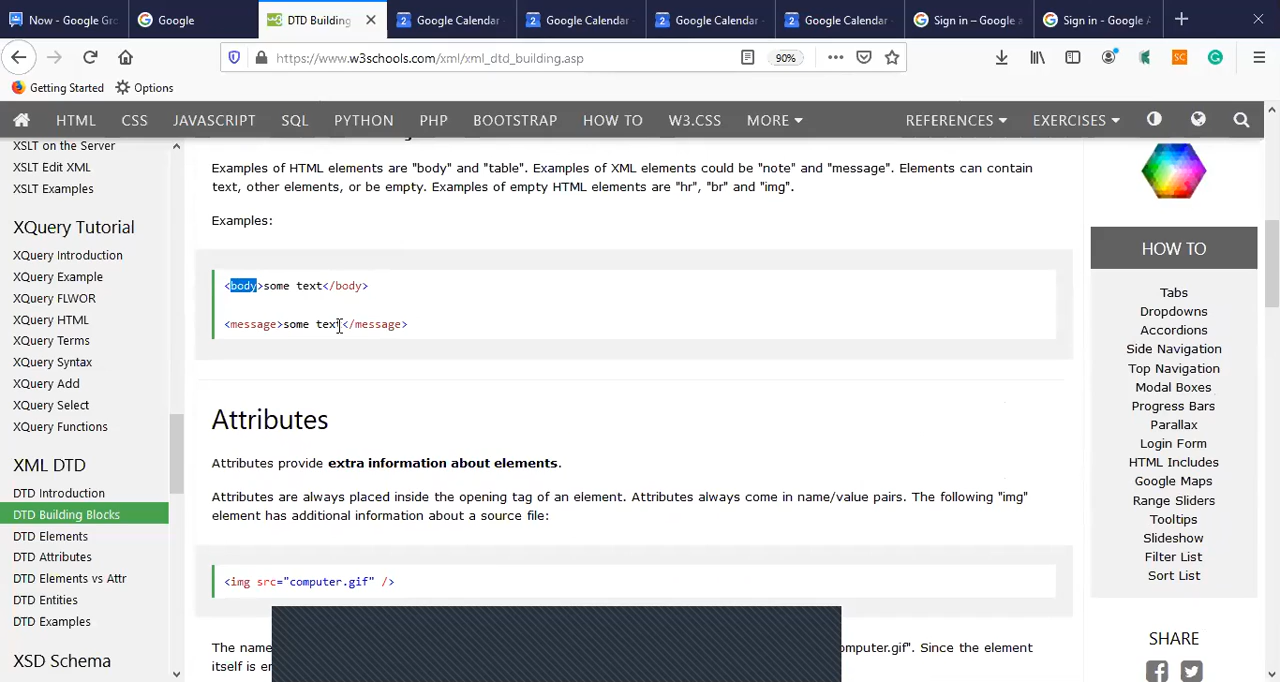 Now - Google Gro
Google
DTD Building
Google Calendar
Google Calendar
Google Calendar
Google Calendar
Sign in – Google a
Sign in - Google A
https://www.w3schools.com/xml/xml_dtd_building.asp
90%
SC
Getting Started
Options
HTML
CSS
JAVASCRIPT
SQL
PYTHON
PHP
BOOTSTRAP
HOW TO
W3.CSS
MORE
REFERENCES
EXERCISES
XSLT on the Server
XSLT Edit XML
XSLT Examples
XQuery Tutorial
XQuery Introduction
XQuery Example
XQuery FLWOR
XQuery HTML
XQuery Terms
XQuery Syntax
XQuery Add
XQuery Select
XQuery Functions
XML DTD
DTD Introduction
DTD Building Blocks
DTD Elements
DTD Attributes
DTD Elements vs Attr
DTD Entities
DTD Examples
XSD Schema
Examples of HTML elements are "body" and "table". Examples of XML elements could be "note" and "message". Elements can contain
text, other elements, or be empty. Examples of empty HTML elements are "hr", "br" and "img".
Examples:
<body>some text</body>
<message>some text</message>
Attributes
Attributes provide extra information about elements.
Attributes are always placed inside the opening tag of an element. Attributes always come in name/value pairs. The following "img"
element has additional information about a source file:
<img src="computer.gif" />
The name
omputer.gif". Since the element
itself is
HOW TO
Tabs
Dropdowns
Accordions
Side Navigation
Top Navigation
Modal Boxes
Progress Bars
Parallax
Login Form
HTML Includes
Google Maps
Range Sliders
Tooltips
Slideshow
Filter List
Sort List
SHARE